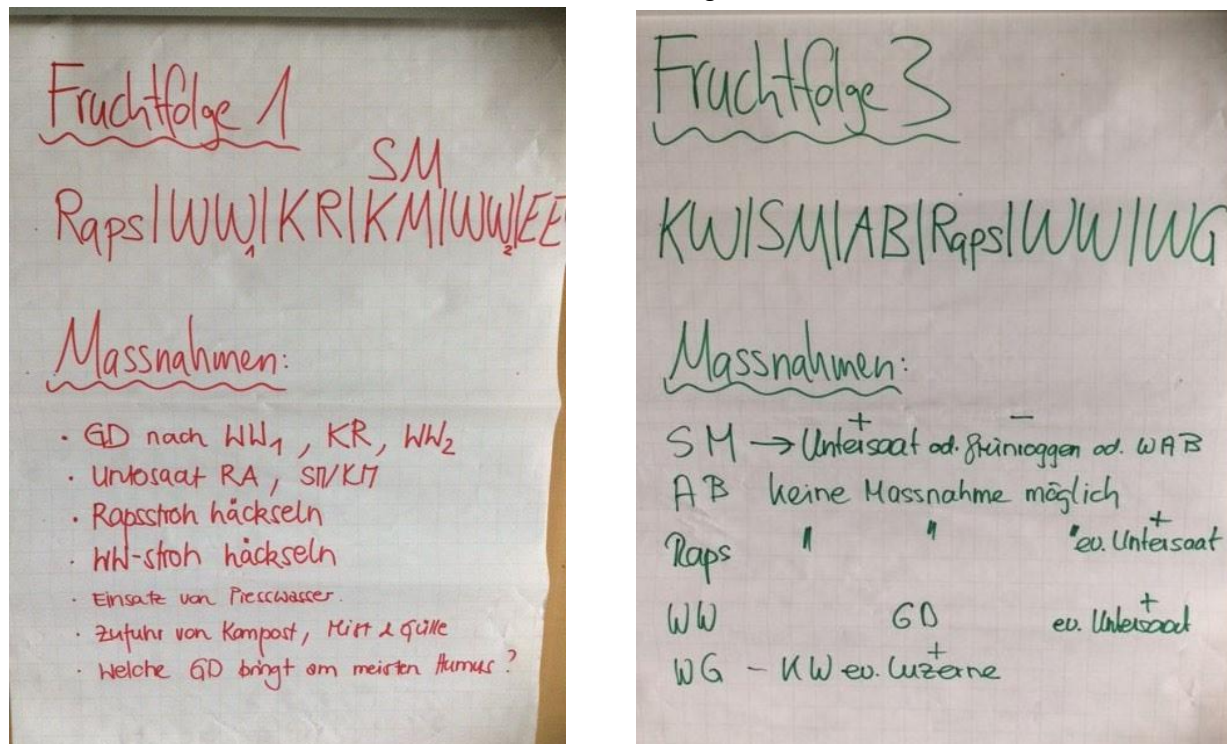 Fruchtfolge 1
SM
Raps|WW1|KR|KM|WW2|EE
Massnahmen:
· GD nach WW1, KR, WW2
· Untersaat RA, SM/KM
· Rapsstroh häckseln
· WW-stroh häckseln
· Einsatz von Presswasser.
· Zufuhr von Kompost, Mist & Gülle
· Welche GD bringt am meisten Humus?
Fruchtfolge 3
KW|SM|AB|Raps|WW|WG
Massnahmen:
+ −
SM → Untersaat od. Grünroggen od. WAB
AB keine Massnahme möglich
+
Raps " " " ev. Untersaat
+
WW GD ev. Untersaat
+
WG – KW ev. Luzerne